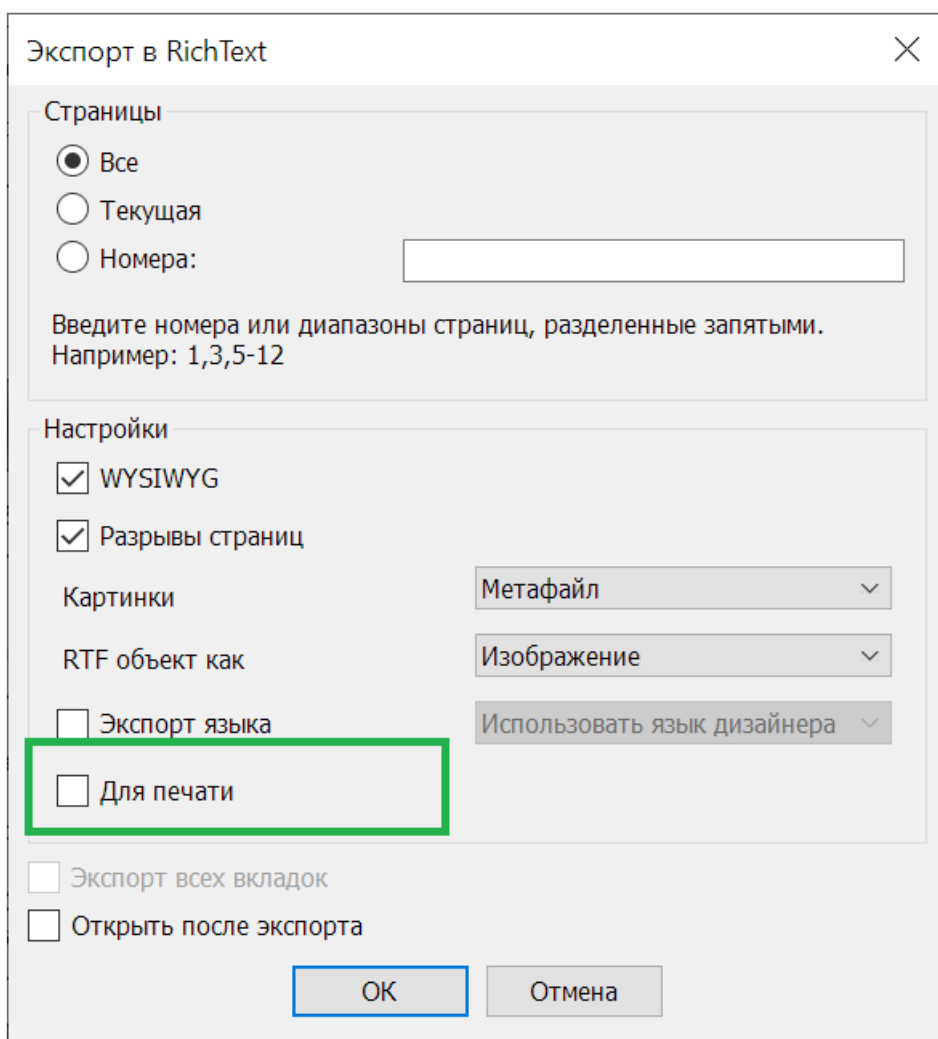 Экспорт в RichText
Страницы
Все
Текущая
Номера:
Введите номера или диапазоны страниц, разделенные запятыми.
Например: 1,3,5-12
Настройки
WYSIWYG
Разрывы страниц
Картинки Метафайл
RTF объект как Изображение
Экспорт языка Использовать язык дизайнера
Для печати
Экспорт всех вкладок
Открыть после экспорта
ОК Отмена